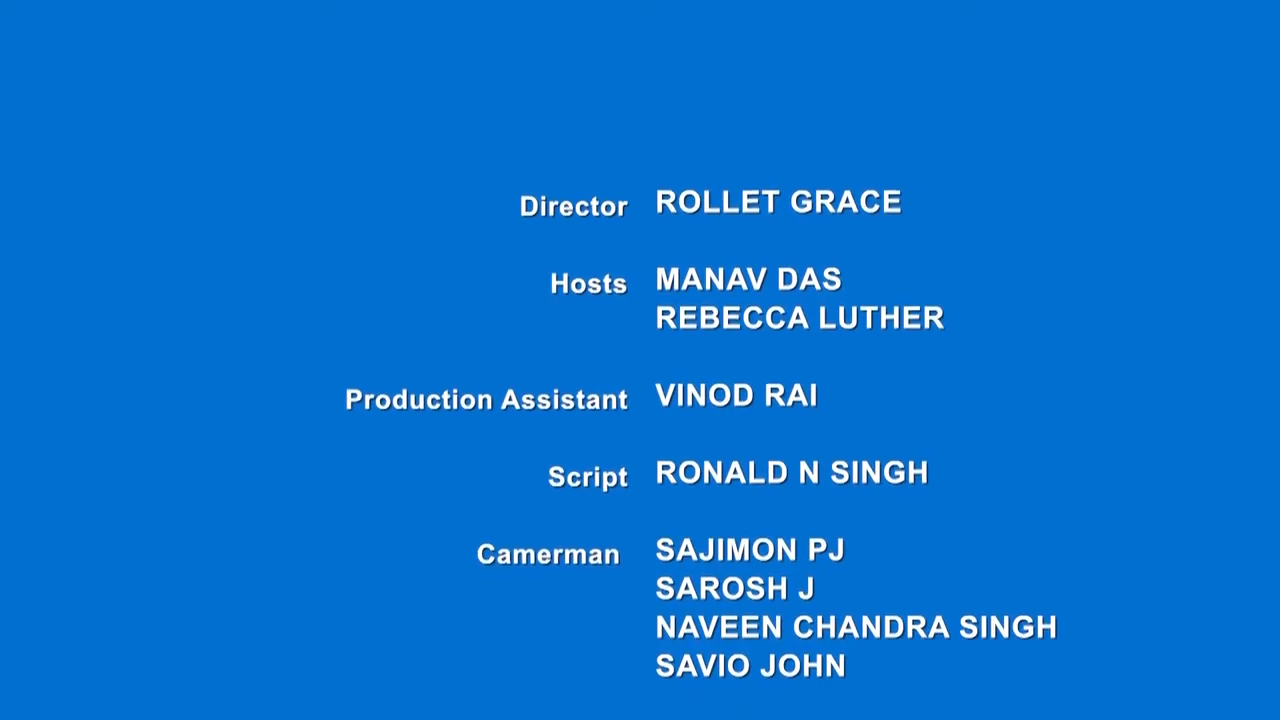 Director ROLLET GRACE
Hosts MANAV DAS
REBECCA LUTHER
Production Assistant VINOD RAI
Script RONALD N SINGH
Camerman SAJIMON PJ
SAROSH J
NAVEEN CHANDRA SINGH
SAVIO JOHN